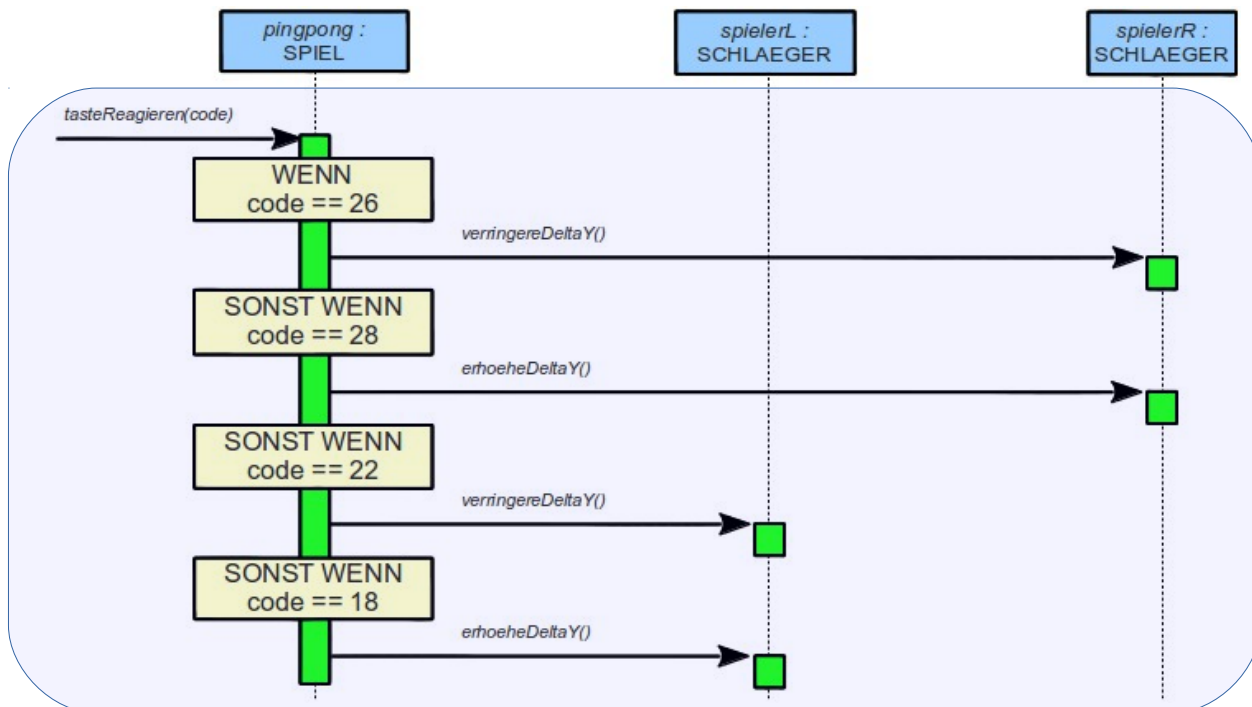 pingpong :
SPIEL
spielerL :
SCHLAEGER
spielerR :
SCHLAEGER
tasteReagieren(code)
WENN
code == 26
verringereDeltaY()
SONST WENN
code == 28
erhoeheDeltaY()
SONST WENN
code == 22
verringereDeltaY()
SONST WENN
code == 18
erhoeheDeltaY()